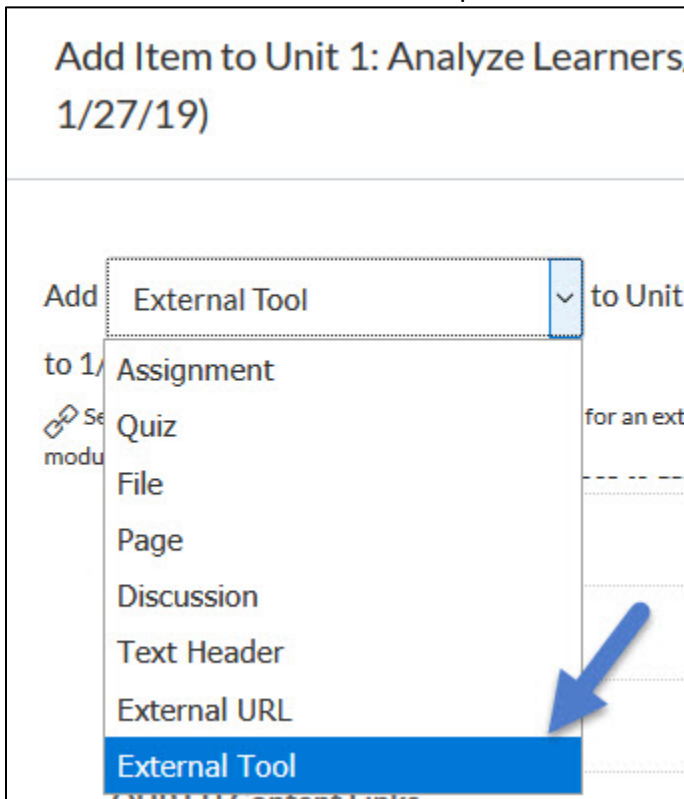 Add Item to Unit 1: Analyze Learners,
1/27/19)
Add External Tool to Unit
to 1/
Assignment
Quiz
for an ext
modu
File
Page
Discussion
Text Header
External URL
External Tool